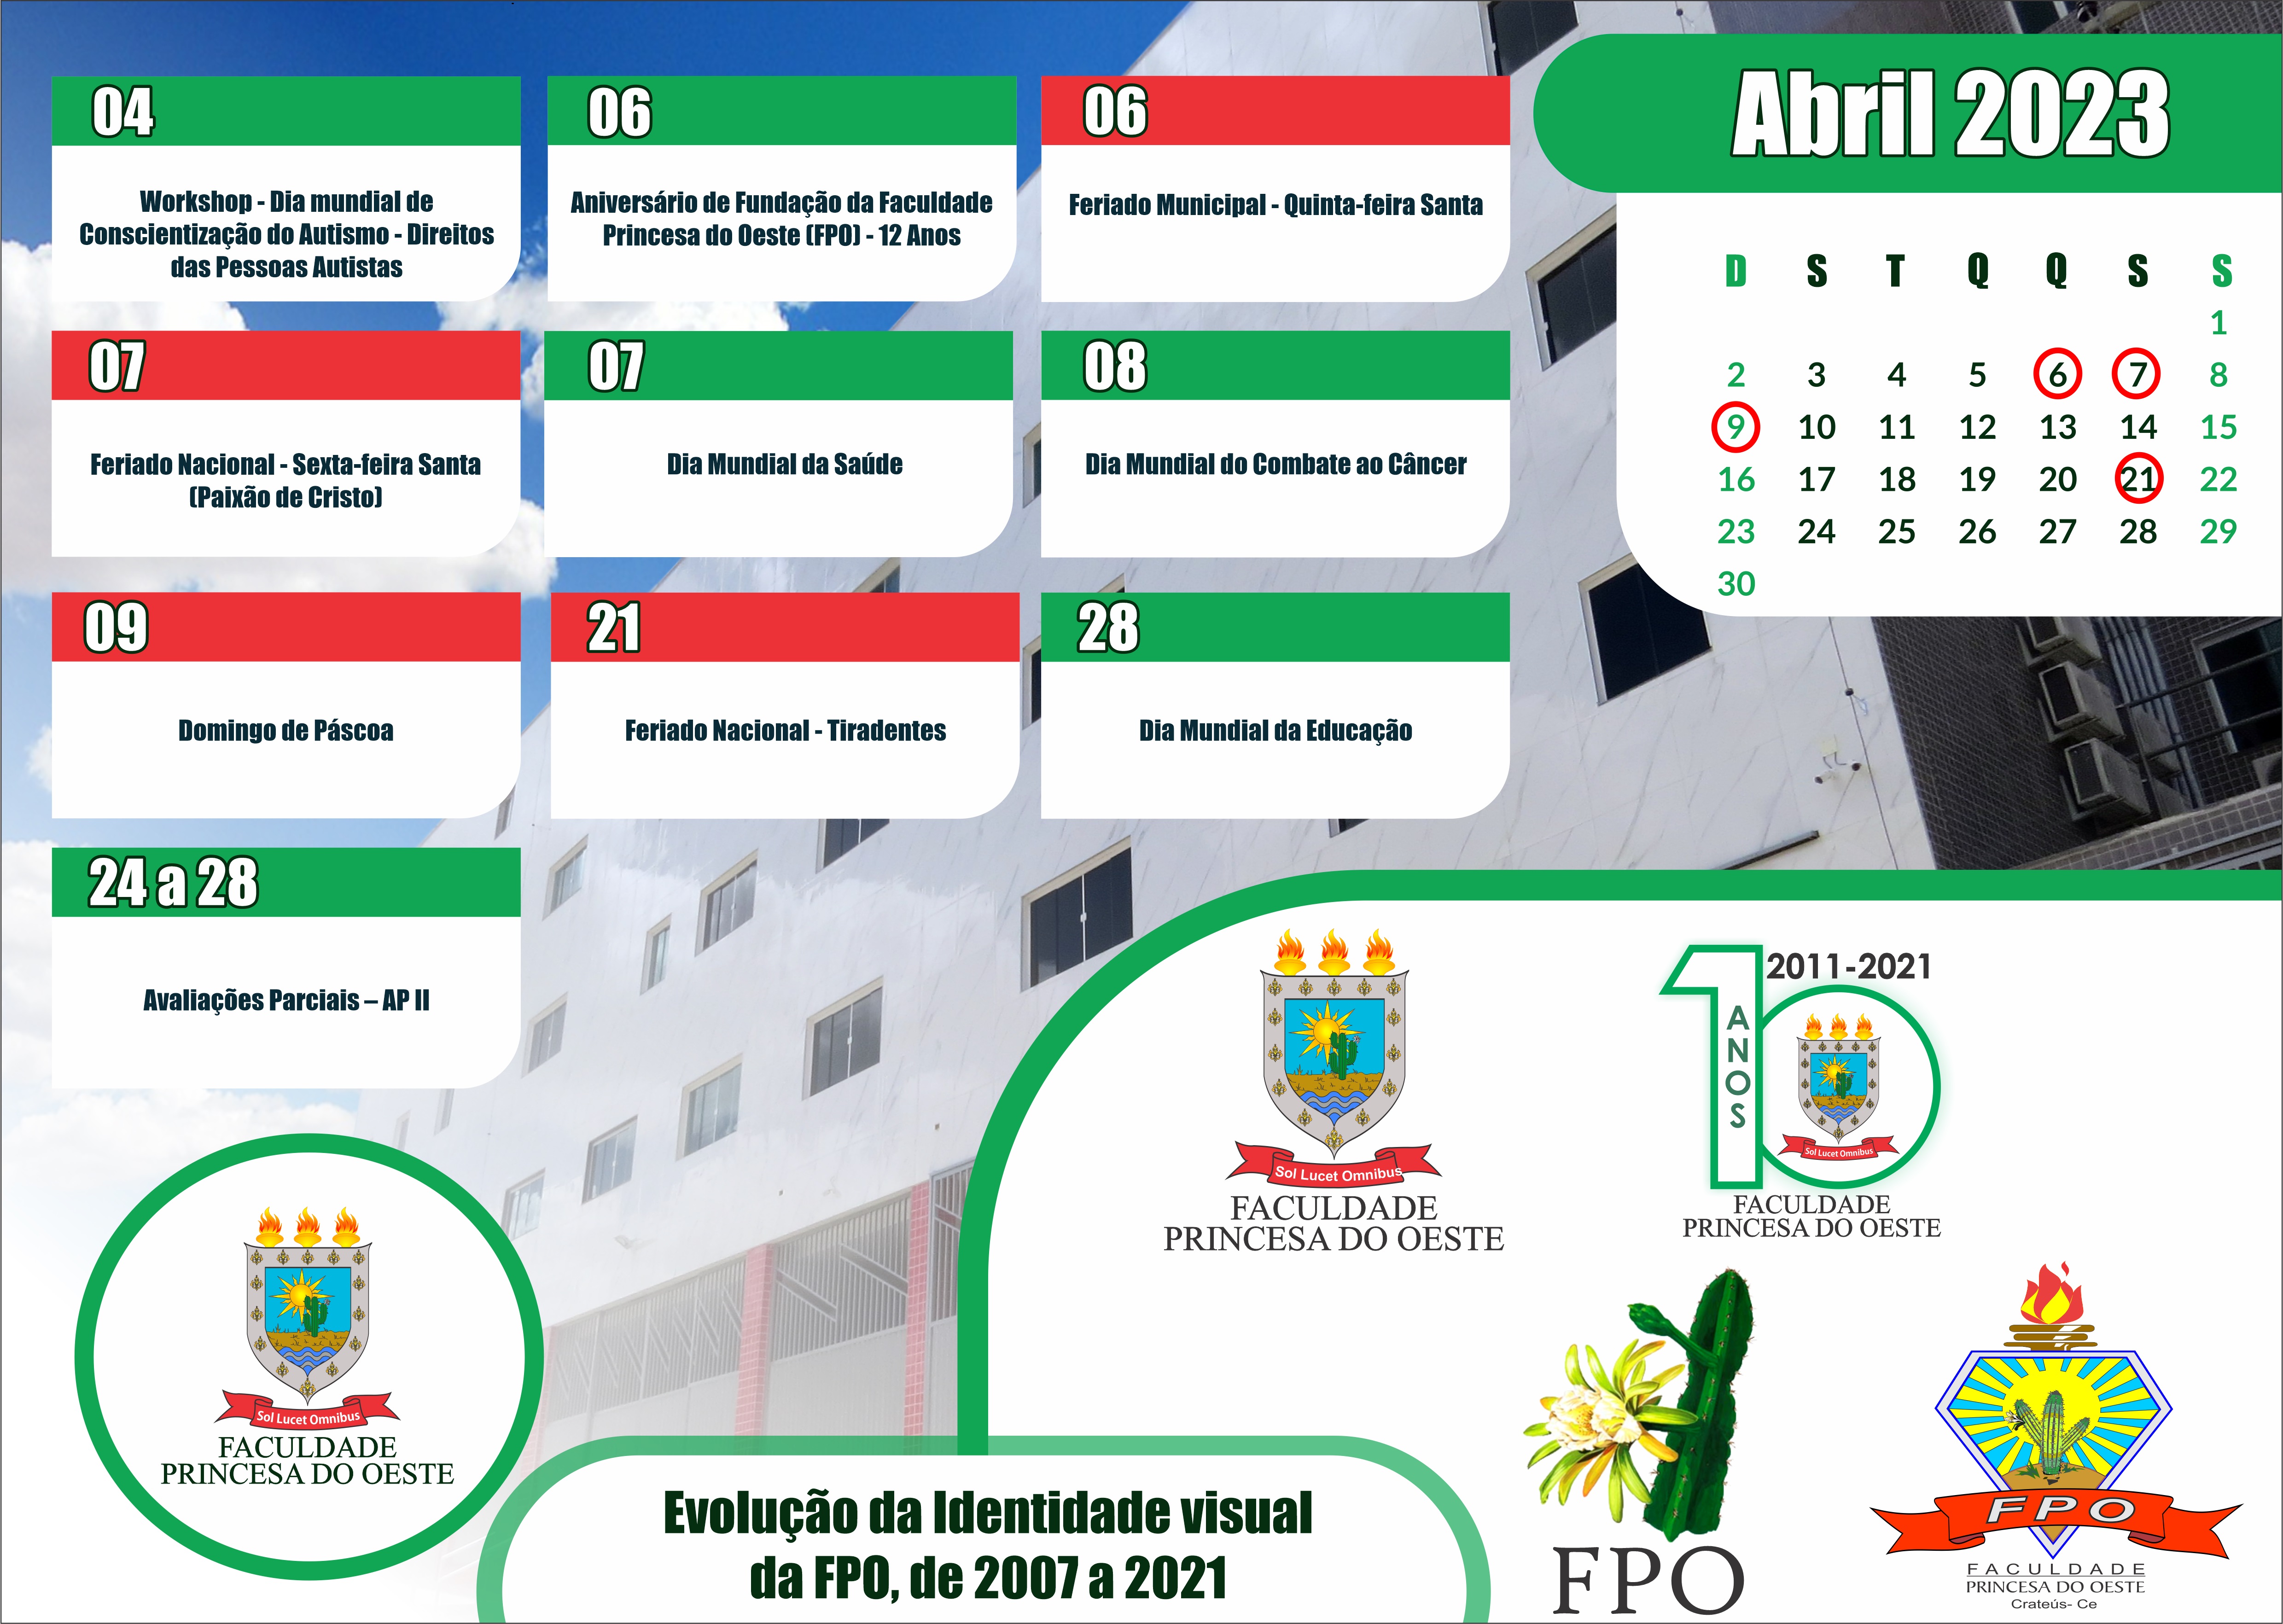 Abril 2023
D S T Q Q S S
1
2 3 4 5 6 7 8
9 10 11 12 13 14 15
16 17 18 19 20 21 22
23 24 25 26 27 28 29
30
04
Workshop - Dia mundial de
Conscientização do Autismo - Direitos
das Pessoas Autistas
06
Aniversário de Fundação da Faculdade
Princesa do Oeste (FPO) - 12 Anos
06
Feriado Municipal - Quinta-feira Santa
07
Feriado Nacional - Sexta-feira Santa
(Paixão de Cristo)
07
Dia Mundial da Saúde
08
Dia Mundial do Combate ao Câncer
09
Domingo de Páscoa
21
Feriado Nacional - Tiradentes
28
Dia Mundial da Educação
24 a 28
Avaliações Parciais – AP II
Sol Lucet Omnibus
FACULDADE
PRINCESA DO OESTE
Sol Lucet Omnibus
FACULDADE
PRINCESA DO OESTE
10
ANOS
2011-2021
Sol Lucet Omnibus
FACULDADE
PRINCESA DO OESTE
FPO
FPO
FACULDADE
PRINCESA DO OESTE
Crateús- Ce
Evolução da Identidade visual
da FPO, de 2007 a 2021